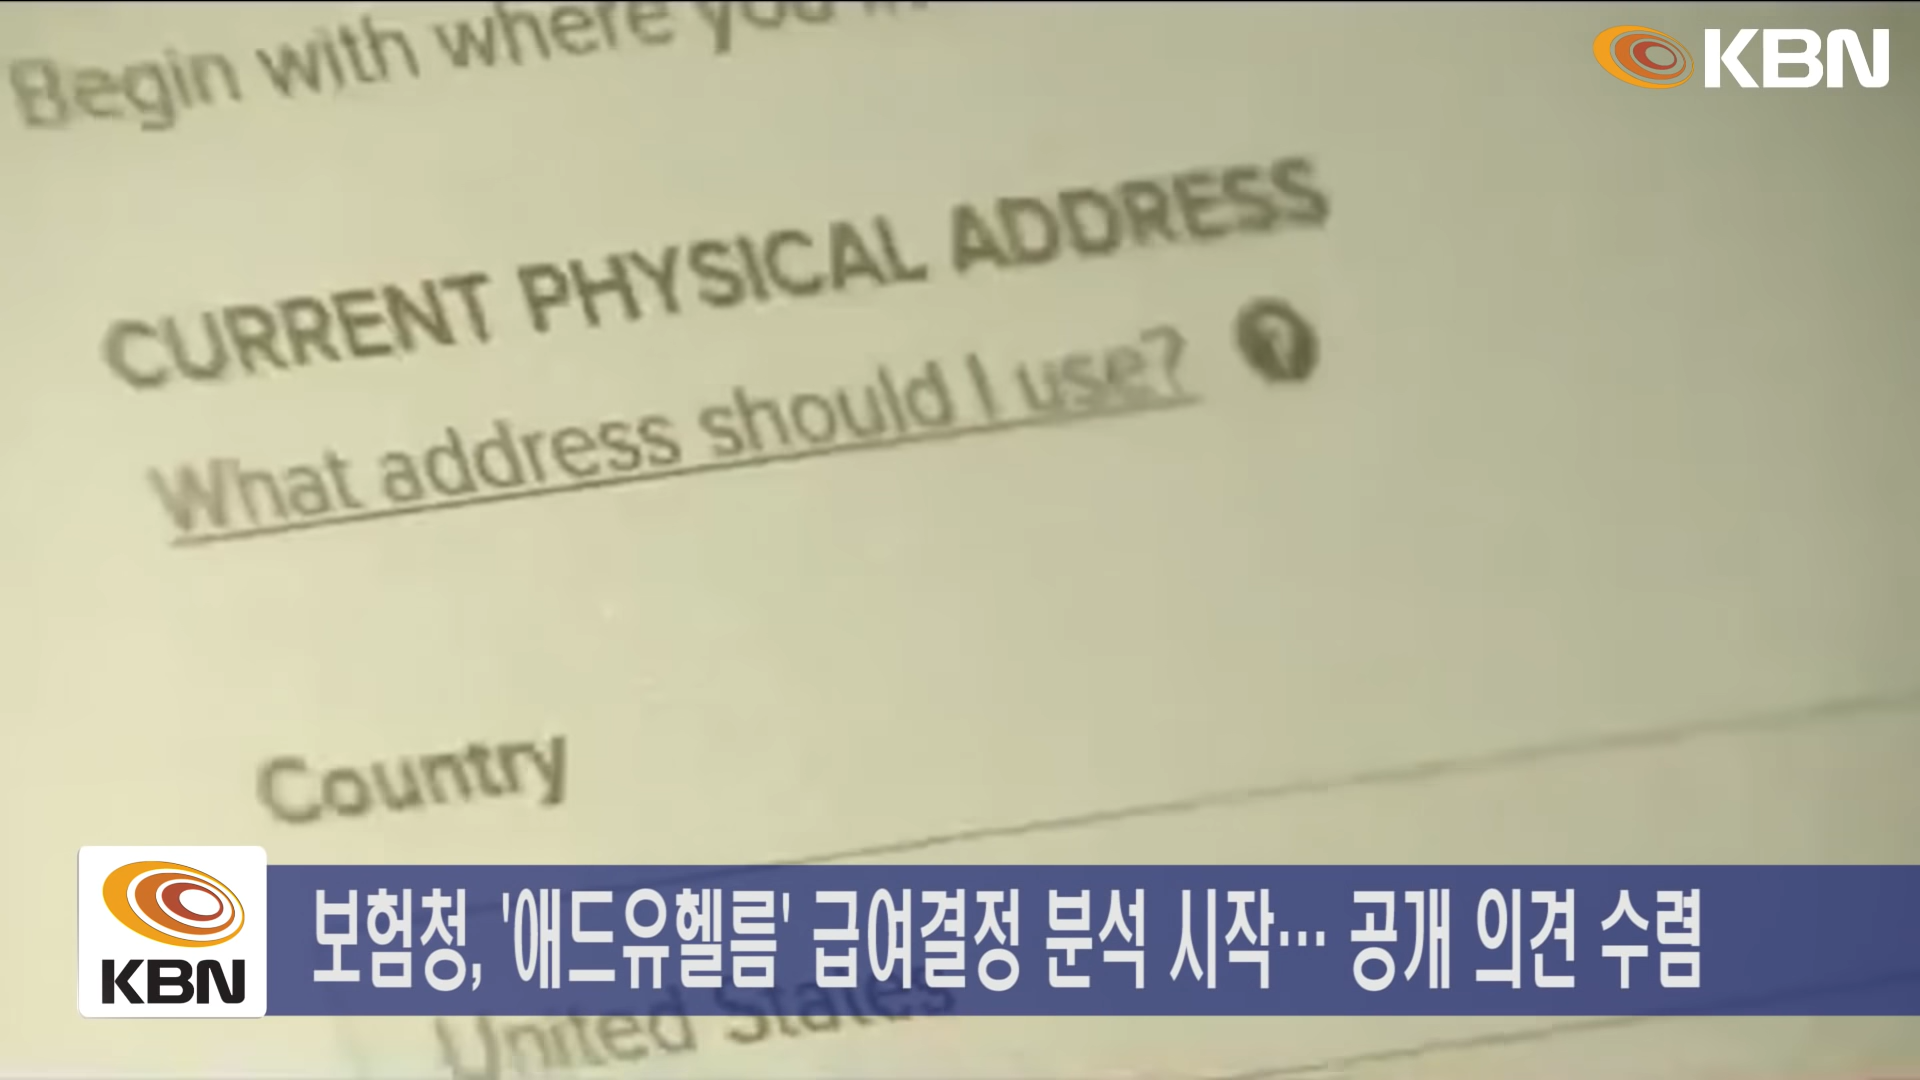 Begin with where you
KBN
CURRENT PHYSICAL ADDRESS
What address should I use? ?
Country
KBN
보험청, '애드유헬름' 급여결정 분석 시작··· 공개 의견 수렴
United States